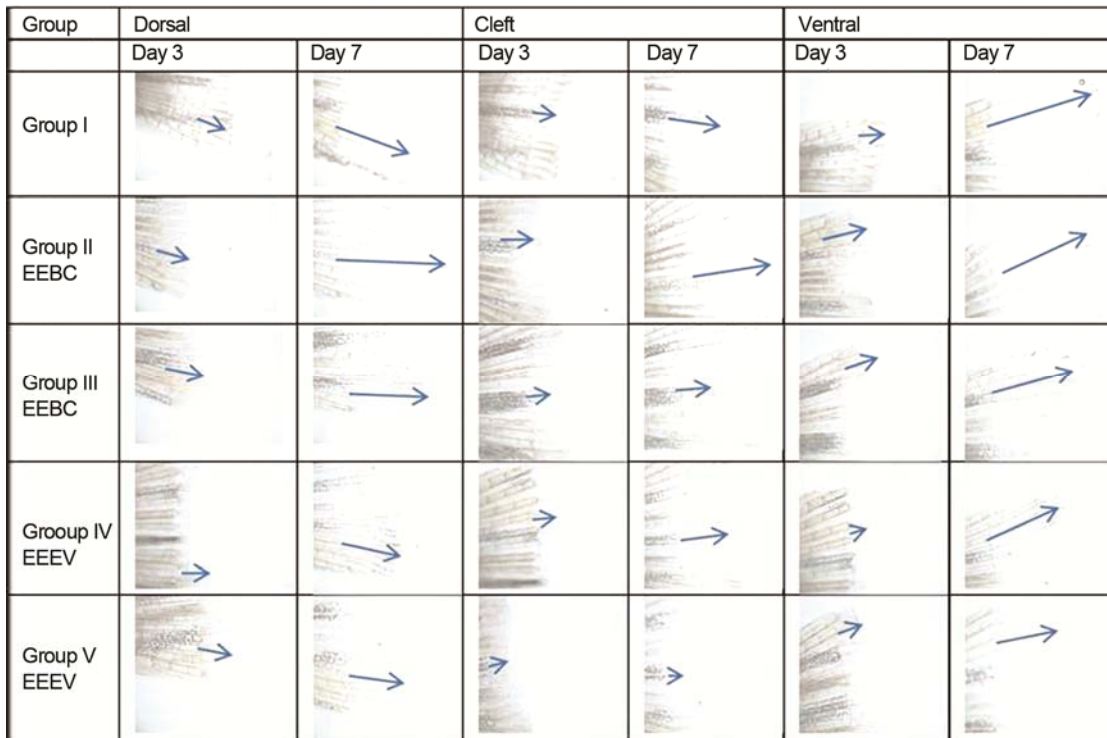 Group Dorsal Cleft Ventral
Day 3 Day 7 Day 3 Day 7 Day 3 Day 7
Group I
Group II
EEBC
Group III
EEBC
Grooup IV
EEEV
Group V
EEEV